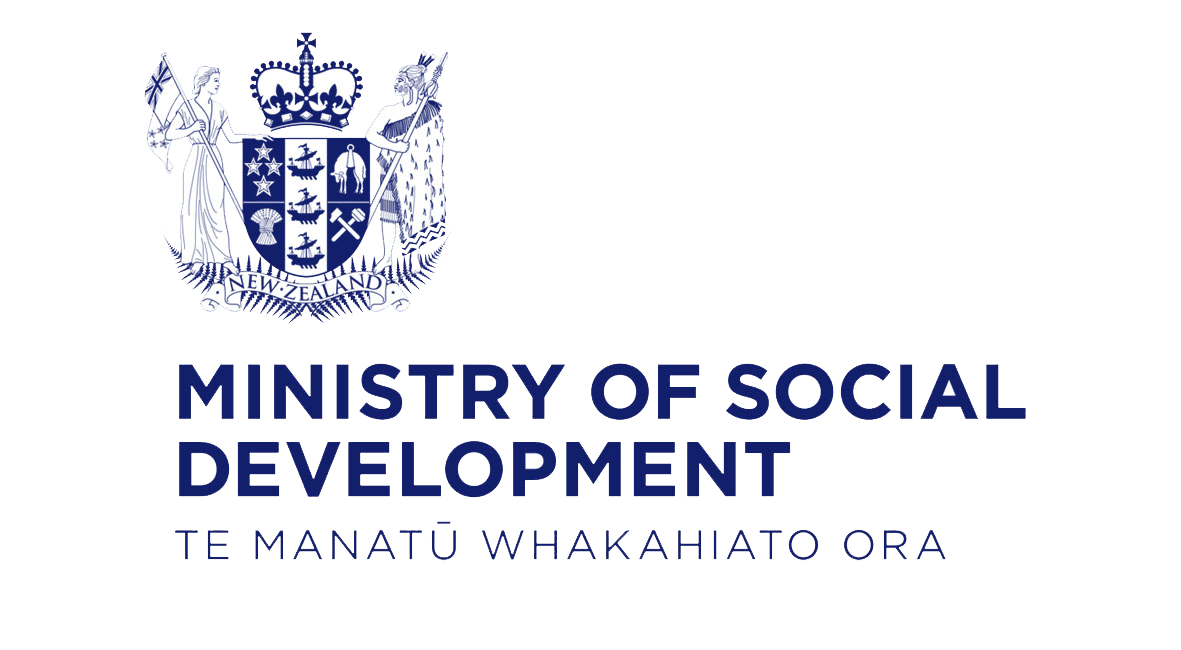 NEW·ZEALAND
MINISTRY OF SOCIAL
DEVELOPMENT
TE MANATŪ WHAKAHIATO ORA